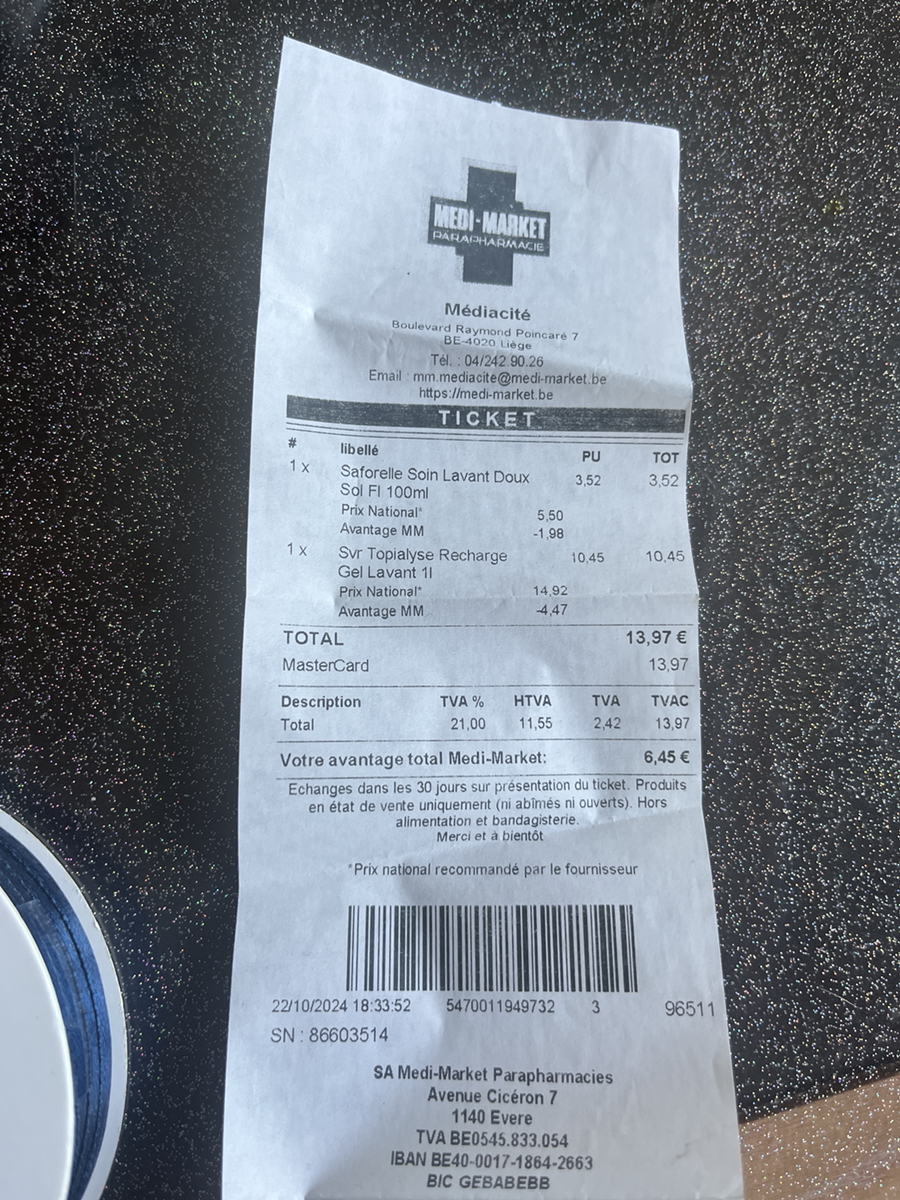 MEDI-MARKET
PARAPHARMACIE
Médiacité
Boulevard Raymond Poincaré 7
BE-4020 Liège
Tél. : 04/242.90.26
Email : mm.mediacite@medi-market.be
https://medi-market.be
TICKET
# libellé PU TOT
1 x Saforelle Soin Lavant Doux 3,52 3,52
Sol Fl 100ml
Prix National* 5,50
Avantage MM -1,98
1 x Svr Topialyse Recharge 10,45 10,45
Gel Lavant 1l
Prix National* 14,92
Avantage MM -4,47
TOTAL 13,97 €
MasterCard 13,97
Description TVA % HTVA TVA TVAC
Total 21,00 11,55 2,42 13,97
Votre avantage total Medi-Market: 6,45 €
Echanges dans les 30 jours sur présentation du ticket. Produits
en état de vente uniquement (ni abîmés ni ouverts). Hors
alimentation et bandagisterie.
Merci et à bientôt
*Prix national recommandé par le fournisseur
22/10/2024 18:33:52 5470011949732 3 96511
SN : 86603514
SA Medi-Market Parapharmacies
Avenue Cicéron 7
1140 Evere
TVA BE0545.833.054
IBAN BE40-0017-1864-2663
BIC GEBABEBB